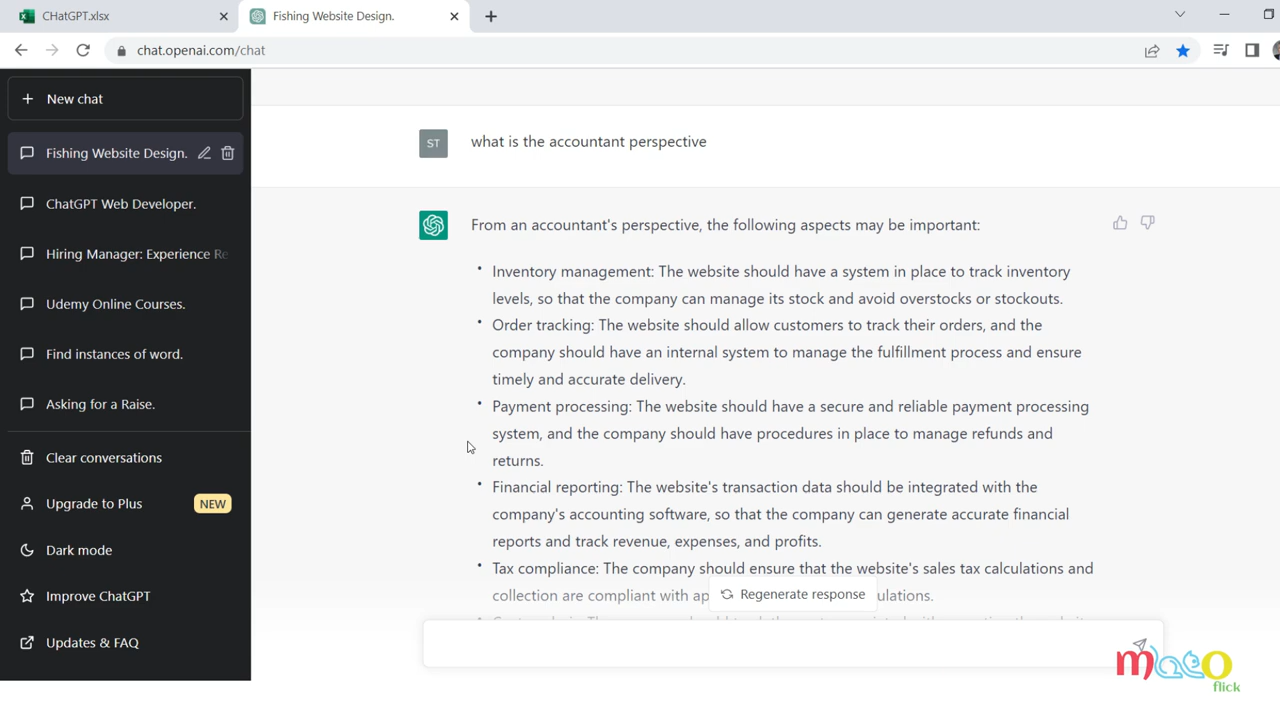 CHatGPT.xlsx
Fishing Website Design.
chat.openai.com/chat
New chat
Fishing Website Design.
ChatGPT Web Developer.
Hiring Manager: Experience Re
Udemy Online Courses.
Find instances of word.
Asking for a Raise.
Clear conversations
Upgrade to Plus NEW
Dark mode
Improve ChatGPT
Updates & FAQ
ST what is the accountant perspective
From an accountant's perspective, the following aspects may be important:
• Inventory management: The website should have a system in place to track inventory
levels, so that the company can manage its stock and avoid overstocks or stockouts.
• Order tracking: The website should allow customers to track their orders, and the
company should have an internal system to manage the fulfillment process and ensure
timely and accurate delivery.
• Payment processing: The website should have a secure and reliable payment processing
system, and the company should have procedures in place to manage refunds and
returns.
• Financial reporting: The website's transaction data should be integrated with the
company's accounting software, so that the company can generate accurate financial
reports and track revenue, expenses, and profits.
• Tax compliance: The company should ensure that the website's sales tax calculations and
collection are compliant with ap ulations.
Regenerate response
flick